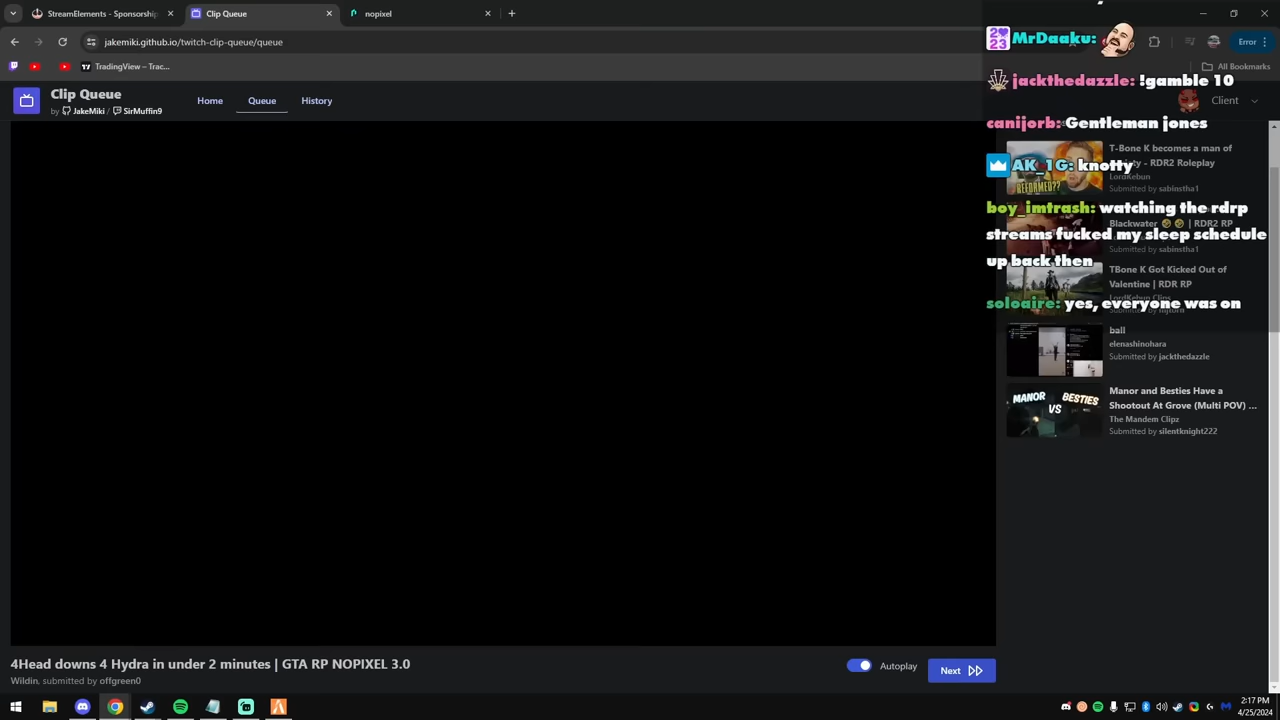 StreamElements - Sponsorship
Clip Queue
nopixel
jakemiki.github.io/twitch-clip-queue/queue
Error
TradingView – Trac...
All Bookmarks
Clip Queue
by JakeMiki / SirMuffin9
Home
Queue
History
Client
MrDaaku:
jackthedazzle: !gamble 10
canijorb: Gentleman jones
AK_1G: knotty
boy_imtrash: watching the rdrp
streams fucked my sleep schedule
up back then
soloaire: yes, everyone was on
T-Bone K becomes a man of
- RDR2 Roleplay
LordKebun
Submitted by sabinstha1
REFORMED??
Blackwater 🤣🤣 | RDR2 RP
Submitted by sabinstha1
TBone K Got Kicked Out of
Valentine | RDR RP
LordKebun Clips
ball
elenashinohara
Submitted by jackthedazzle
MANOR
VS
BESTIES
Manor and Besties Have a
Shootout At Grove (Multi POV) ...
The Mandem Clipz
Submitted by silentknight222
4Head downs 4 Hydra in under 2 minutes | GTA RP NOPIXEL 3.0
Wildin, submitted by offgreen0
Autoplay
Next
2:17 PM
4/25/2024